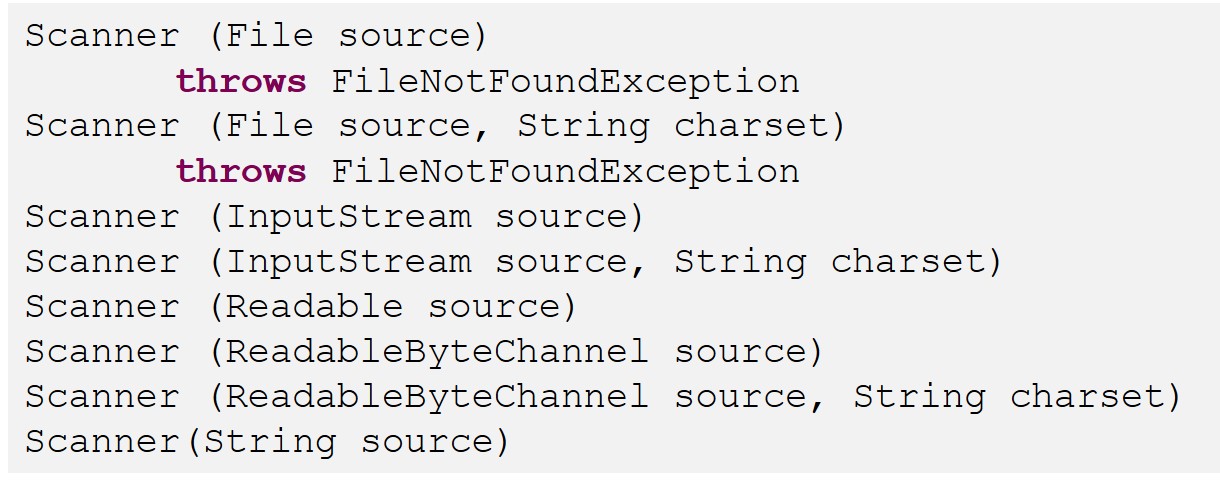 Scanner (File source)
throws FileNotFoundException
Scanner (File source, String charset)
throws FileNotFoundException
Scanner (InputStream source)
Scanner (InputStream source, String charset)
Scanner (Readable source)
Scanner (ReadableByteChannel source)
Scanner (ReadableByteChannel source, String charset)
Scanner(String source)